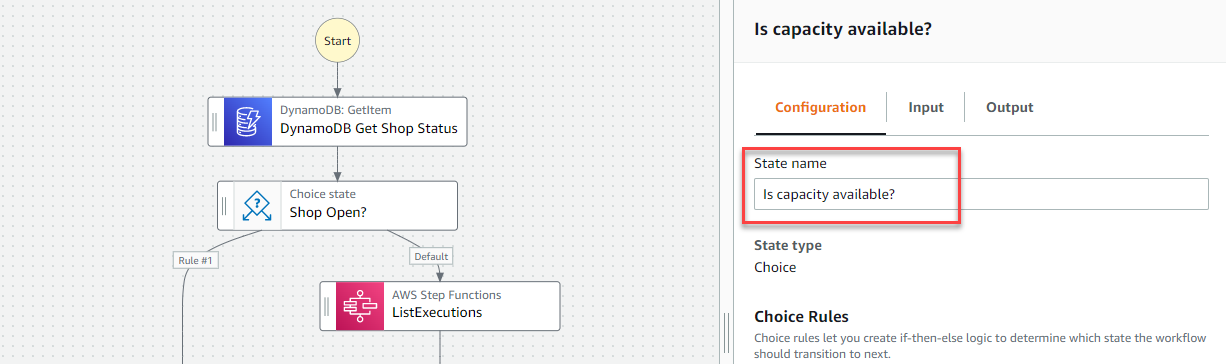 Start
DynamoDB: GetItem
DynamoDB Get Shop Status
Choice state
Shop Open?
Rule #1
Default
AWS Step Functions
ListExecutions
Is capacity available?
Configuration
Input
Output
State name
Is capacity available?
State type
Choice
Choice Rules
Choice rules let you create if-then-else logic to determine which state the workflow
should transition to next.